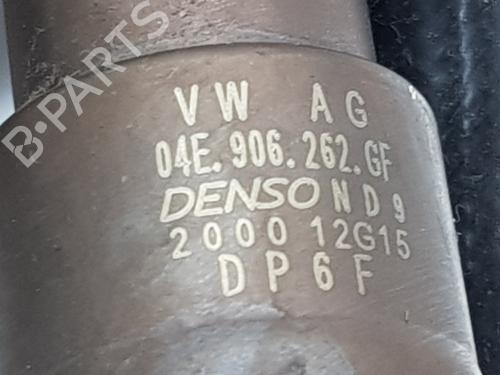 B-PARTS
VW AG
04E.906.262.GF
DENSO ND9
2000 12G15
DP6F